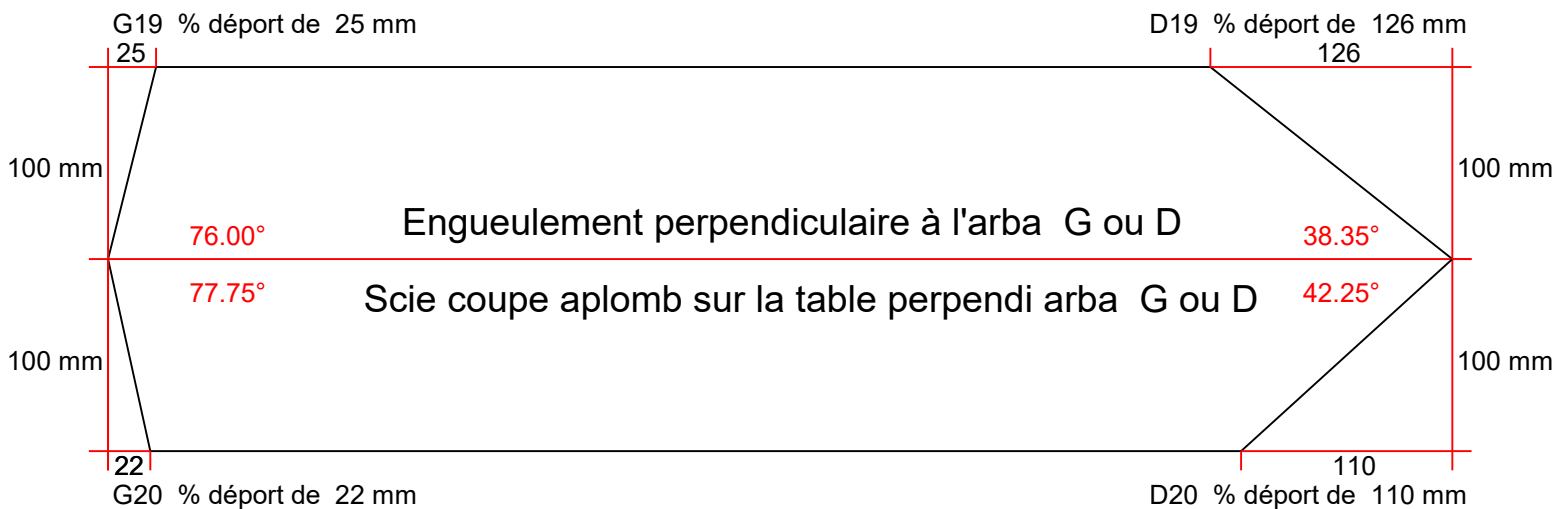 G19 % déport de 25 mm
D19 % déport de 126 mm
25
126
100 mm
100 mm
Engueulement perpendiculaire à l'arba G ou D
76.00°
38.35°
77.75°
Scie coupe aplomb sur la table perpendi arba G ou D
42.25°
100 mm
100 mm
22
110
G20 % déport de 22 mm
D20 % déport de 110 mm